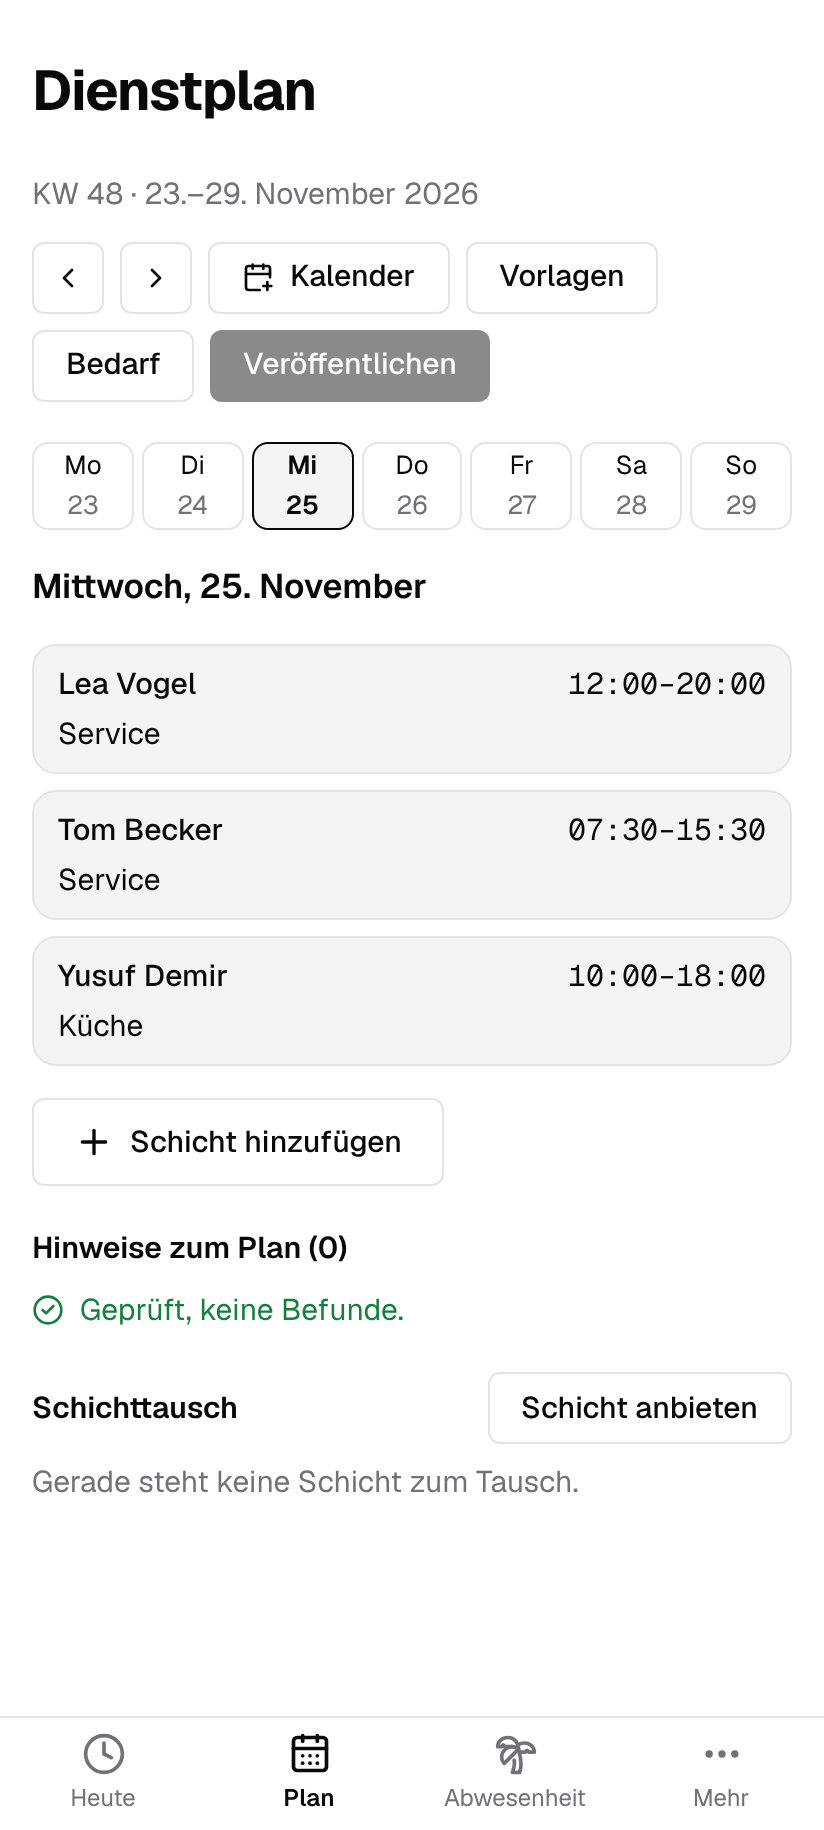 Dienstplan
KW 48 · 23.–29. November 2026
Kalender
Vorlagen
Bedarf
Veröffentlichen
Mo Di Mi Do Fr Sa So
23 24 25 26 27 28 29
Mittwoch, 25. November
Lea Vogel 12:00–20:00
Service
Tom Becker 07:30–15:30
Service
Yusuf Demir 10:00–18:00
Küche
Schicht hinzufügen
Hinweise zum Plan (0)
Geprüft, keine Befunde.
Schichttausch Schicht anbieten
Gerade steht keine Schicht zum Tausch.
Heute Plan Abwesenheit Mehr